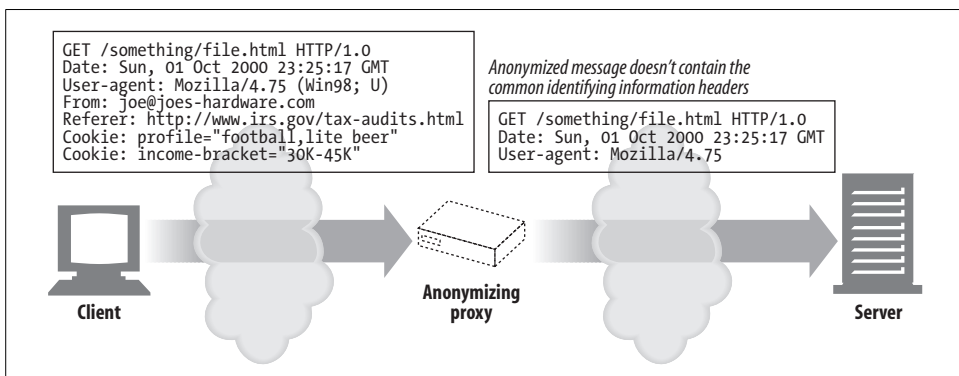 GET /something/file.html HTTP/1.0
Date: Sun, 01 Oct 2000 23:25:17 GMT
User-agent: Mozilla/4.75 (Win98; U)
From: joe@joes-hardware.com
Referer: http://www.irs.gov/tax-audits.html
Cookie: profile="football,lite beer"
Cookie: income-bracket="30K-45K"
Anonymized message doesn't contain the
common identifying information headers
GET /something/file.html HTTP/1.0
Date: Sun, 01 Oct 2000 23:25:17 GMT
User-agent: Mozilla/4.75
Client
Anonymizing
proxy
Server